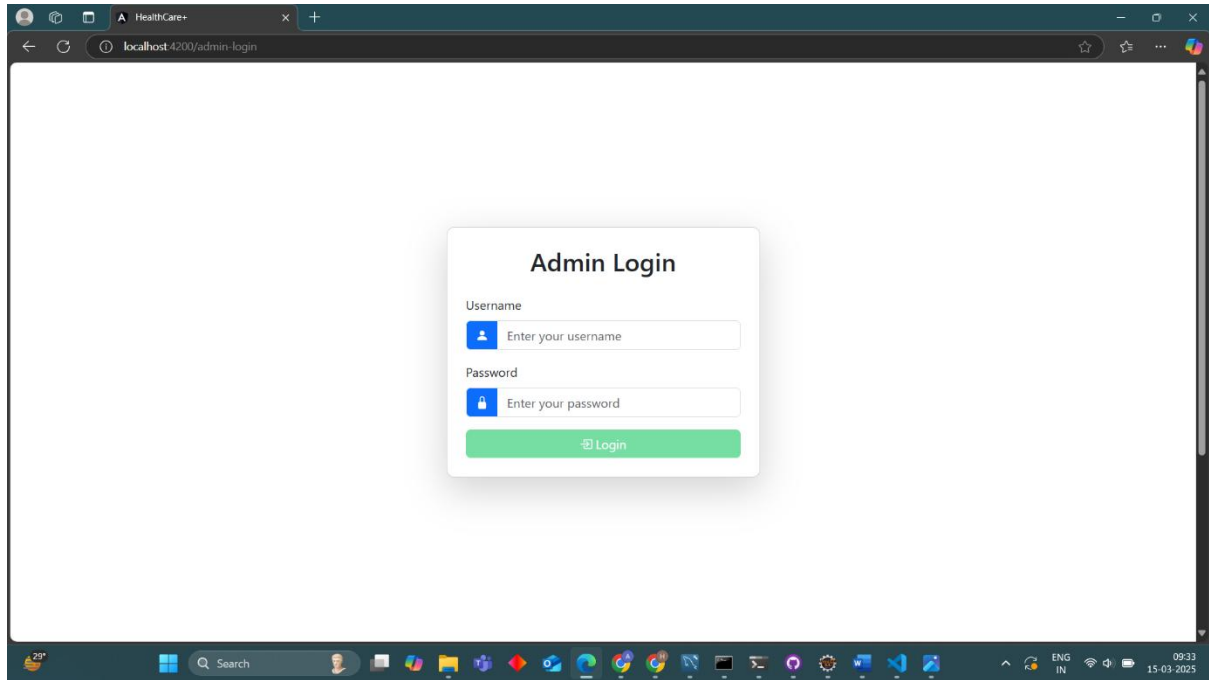 HealthCare+
localhost:4200/admin-login
Admin Login
Username
Enter your username
Password
Enter your password
Login
29°
Search
ENG
IN
09:33
15-03-2025